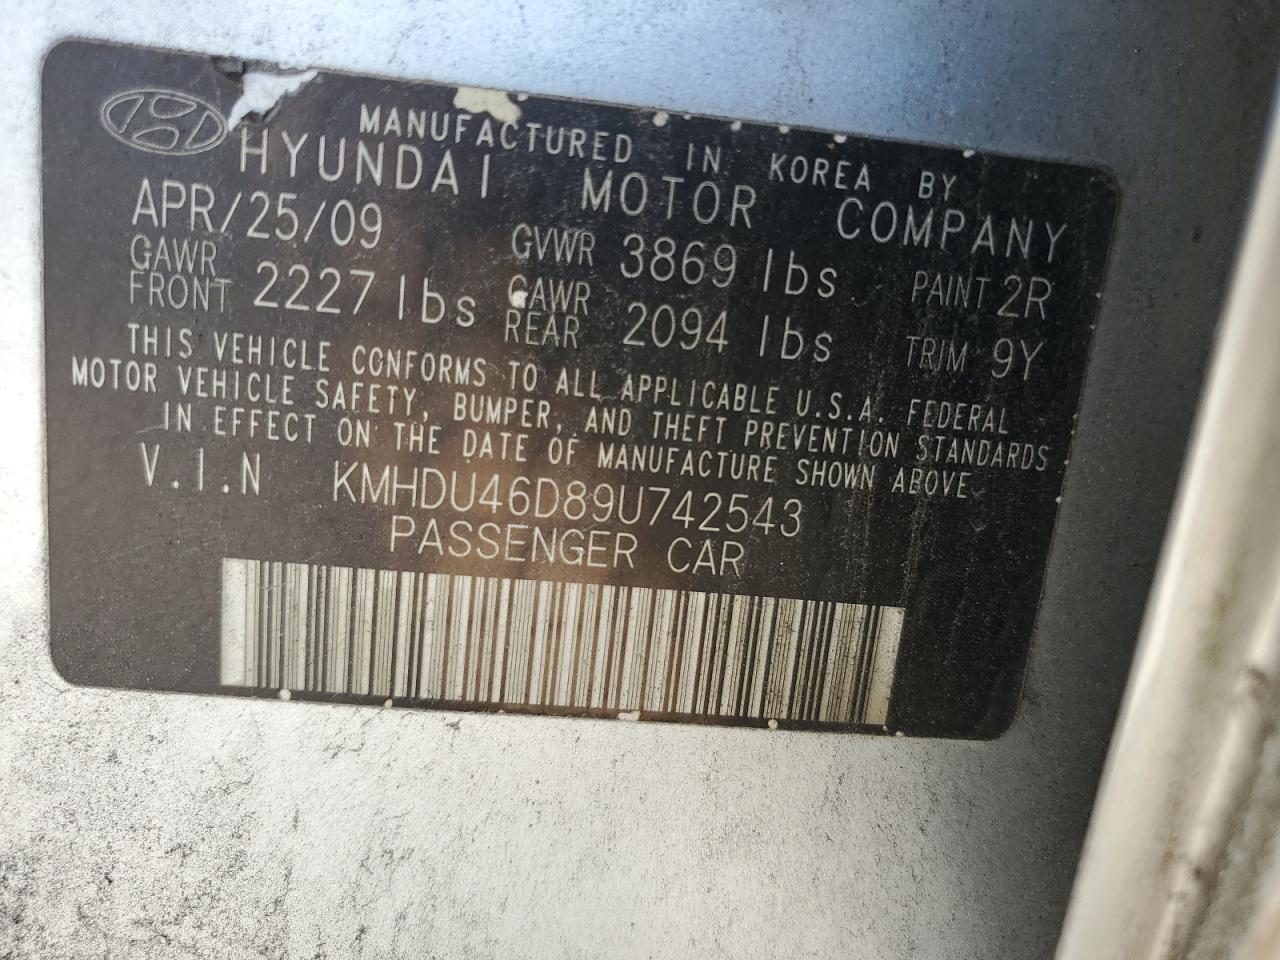 MANUFACTURED IN KOREA BY
HYUNDAI MOTOR COMPANY
APR/25/09 GVWR 3869 lbs PAINT 2R
GAWR FRONT 2227 lbs GAWR REAR 2094 lbs TRIM 9Y
THIS VEHICLE CONFORMS TO ALL APPLICABLE U.S.A. FEDERAL
MOTOR VEHICLE SAFETY, BUMPER, AND THEFT PREVENTION STANDARDS
IN EFFECT ON THE DATE OF MANUFACTURE SHOWN ABOVE
V.I.N KMHDU46D89U742543
PASSENGER CAR